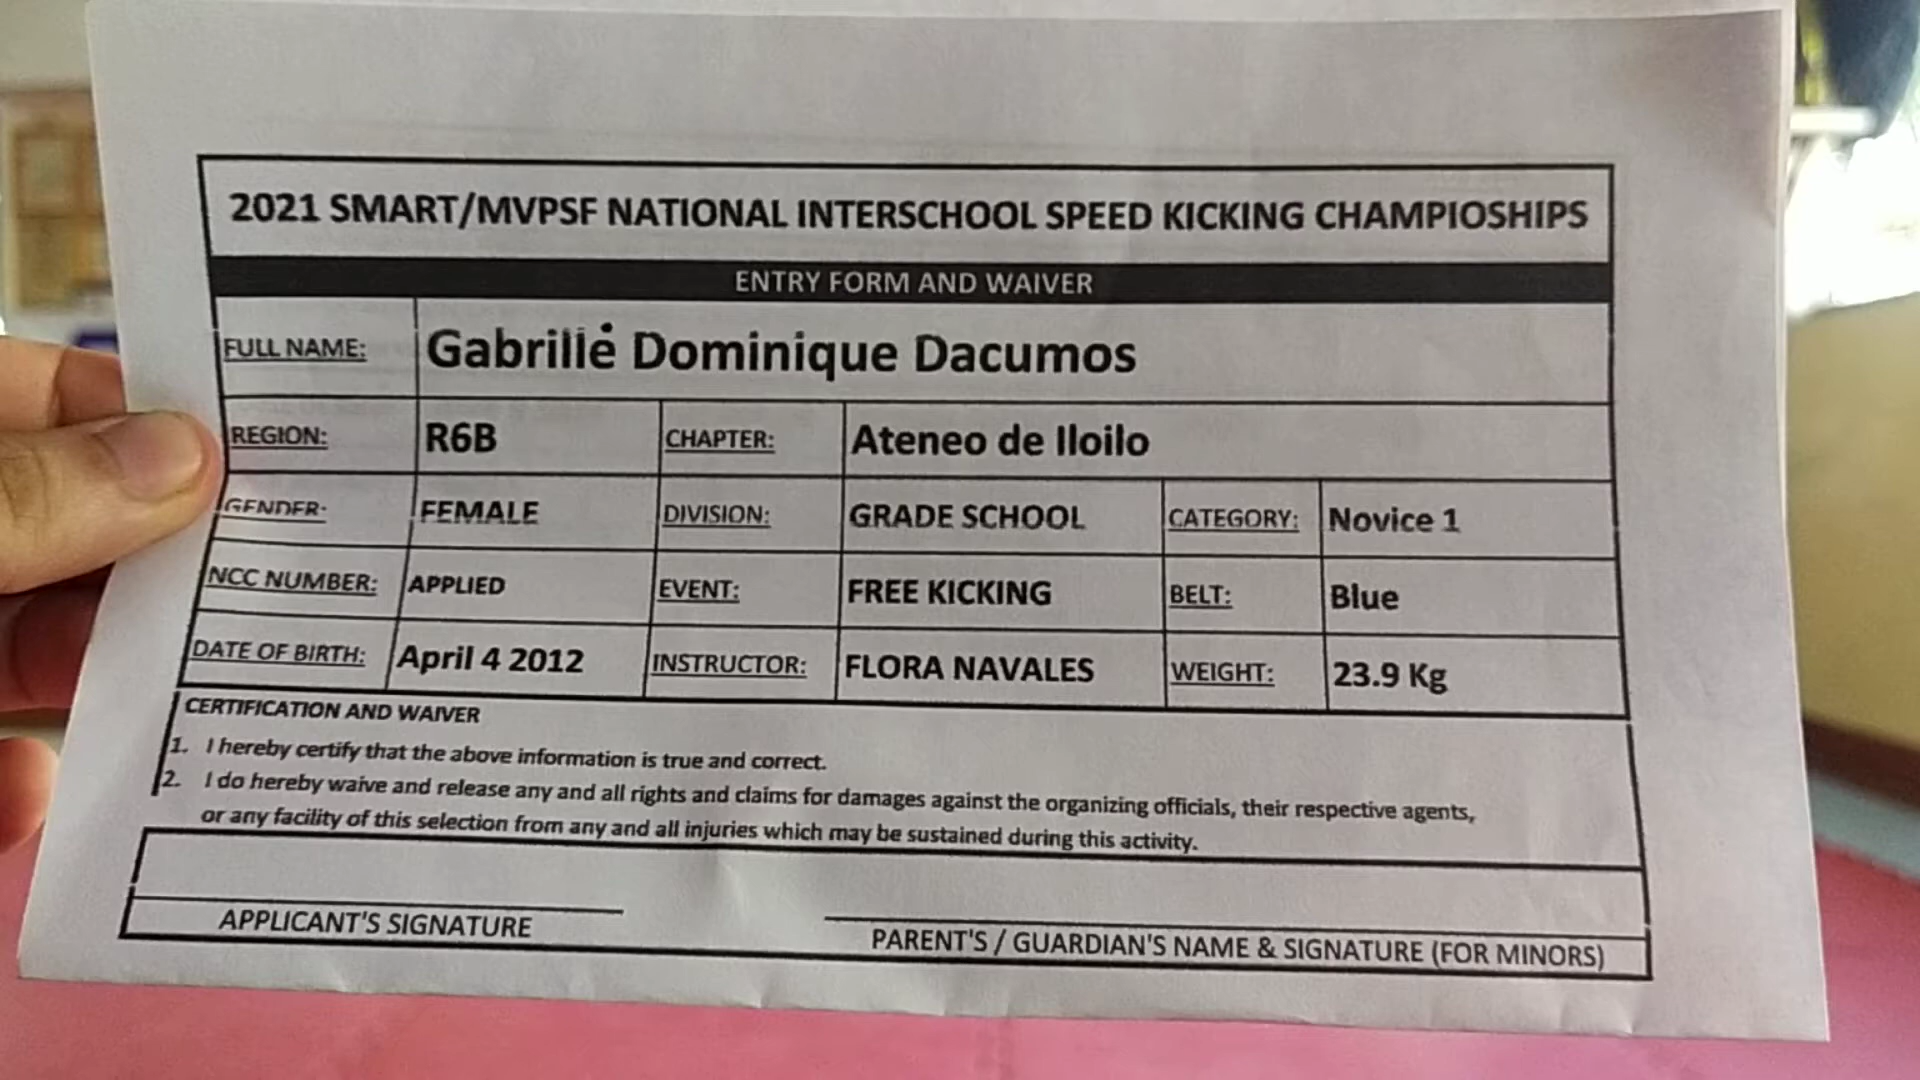 2021 SMART/MVPSF NATIONAL INTERSCHOOL SPEED KICKING CHAMPIOSHIPS
ENTRY FORM AND WAIVER
FULL NAME: Gabrille Dominique Dacumos
REGION: R6B CHAPTER: Ateneo de Iloilo
GENDER: FEMALE DIVISION: GRADE SCHOOL CATEGORY: Novice 1
NCC NUMBER: APPLIED EVENT: FREE KICKING BELT: Blue
DATE OF BIRTH: April 4 2012 INSTRUCTOR: FLORA NAVALES WEIGHT: 23.9 Kg
CERTIFICATION AND WAIVER
1. I hereby certify that the above information is true and correct.
2. I do hereby waive and release any and all rights and claims for damages against the organizing officials, their respective agents,
or any facility of this selection from any and all injuries which may be sustained during this activity.
APPLICANT'S SIGNATURE PARENT'S / GUARDIAN'S NAME & SIGNATURE (FOR MINORS)